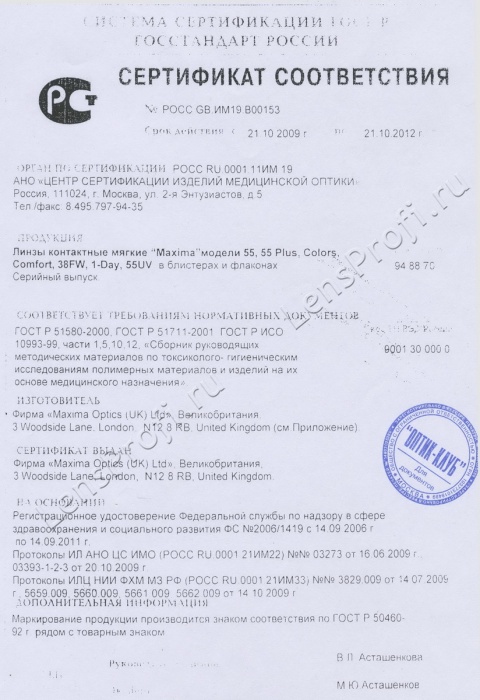 СИСТЕМА СЕРТИФИКАЦИИ ГОСТ Р
ГОССТАНДАРТ РОССИИ
РСТ
СЕРТИФИКАТ СООТВЕТСТВИЯ
№ РОСС GB.ИМ19.В00153
Срок действия с 21.10.2009 г. по 21.10.2012 г.
ОРГАН ПО СЕРТИФИКАЦИИ РОСС RU.0001.11ИМ 19
АНО «ЦЕНТР СЕРТИФИКАЦИИ ИЗДЕЛИЙ МЕДИЦИНСКОЙ ОПТИКИ»
Россия, 111024, г. Москва, ул. 2-я Энтузиастов, д.5
Тел./факс: 8.495.797-94-35
ПРОДУКЦИЯ
Линзы контактные мягкие "Maxima" модели 55, 55 Plus, Colors,
Comfort, 38FW, 1-Day, 55UV в блистерах и флаконах 94 88 70
Серийный выпуск
СООТВЕТСТВУЕТ ТРЕБОВАНИЯМ НОРМАТИВНЫХ ДОКУМЕНТОВ
ГОСТ Р 51580-2000, ГОСТ Р 51711-2001 ГОСТ Р ИСО
10993-99, части 1,5,10,12, «Сборник руководящих 9001 30 000 0
методических материалов по токсиколого- гигиеническим
исследованиям полимерных материалов и изделий на их
основе медицинского назначения»
ИЗГОТОВИТЕЛЬ
Фирма «Maxima Optics (UK) Ltd», Великобритания,
3 Woodside Lane, London, N12 8 RB, United Kingdom (см Приложение)
СЕРТИФИКАТ ВЫДАН
Фирма «Maxima Optics (UK) Ltd», Великобритания,
3 Woodside Lane, London, N12 8 RB, United Kingdom.
"ОПТИК-КЛУБ"
Для документов
НА ОСНОВАНИИ
Регистрационное удостоверение Федеральной службы по надзору в сфере
здравоохранения и социального развития ФС №2006/1419 с 14.09 2006 г
по 14.09.2011 г.
Протоколы ИЛ АНО ЦС ИМО (РОСС RU.0001 21ИМ22) №№ 03273 от 16.06 2009 г.,
03393-1-2-3 от 20.10.2009 г.
Протоколы ИЛЦ НИИ ФХМ МЗ РФ (РОСС RU.0001 21ИМ33) №№ 3829.009 от 14.07 2009
г., 5659.009, 5660.009, 5661 009, 5662 009 от 14 10 2009 г
ДОПОЛНИТЕЛЬНАЯ ИНФОРМАЦИЯ
Маркирование продукции производится знаком соответствия по ГОСТ Р 50460-
92 г. рядом с товарным знаком
В.П. Асташенкова
М.Ю.Асташенков
LensProfi.ru
LensProfi.ru